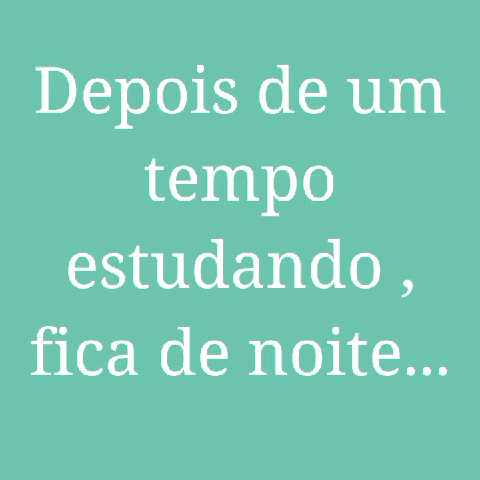 Depois de um
tempo
estudando ,
fica de noite...